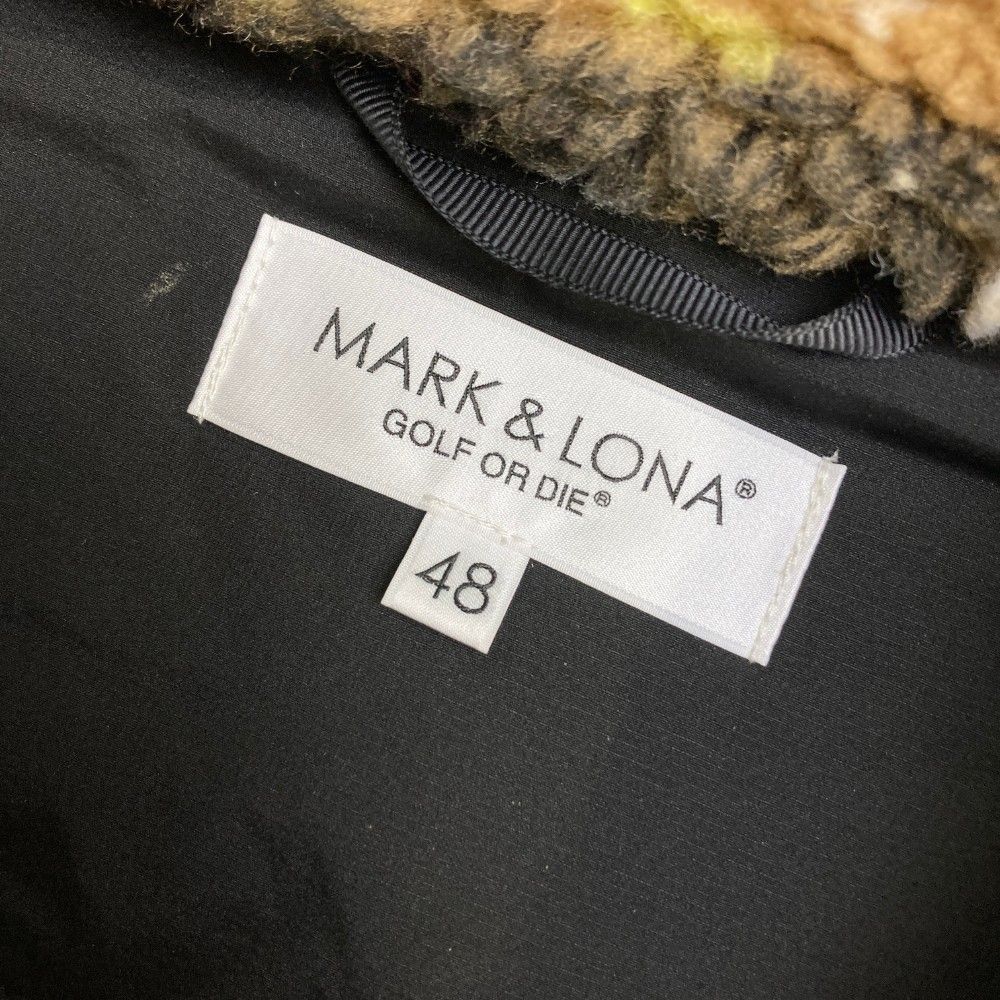 MARK & LONA®
GOLF OR DIE®
48